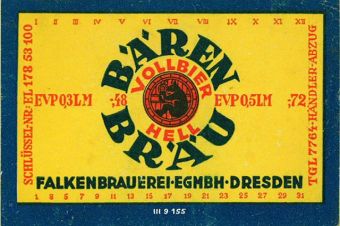 I II III IV V VI VII VIII IX X XI XII
BÄREN
VOLLBIER
HELL
BRÄU
EVP 0,3 LM -,48
EVP 0,5 LM -,72
SCHLÜSSEL-NR. EL 178 53 100
TGL 7764 · HÄNDLER-ABZUG
FALKENBRAUEREI · EGMBH · DRESDEN
1 3 5 7 9 11 13 15 17 19 21 23 25 27 29 31
III 9 155